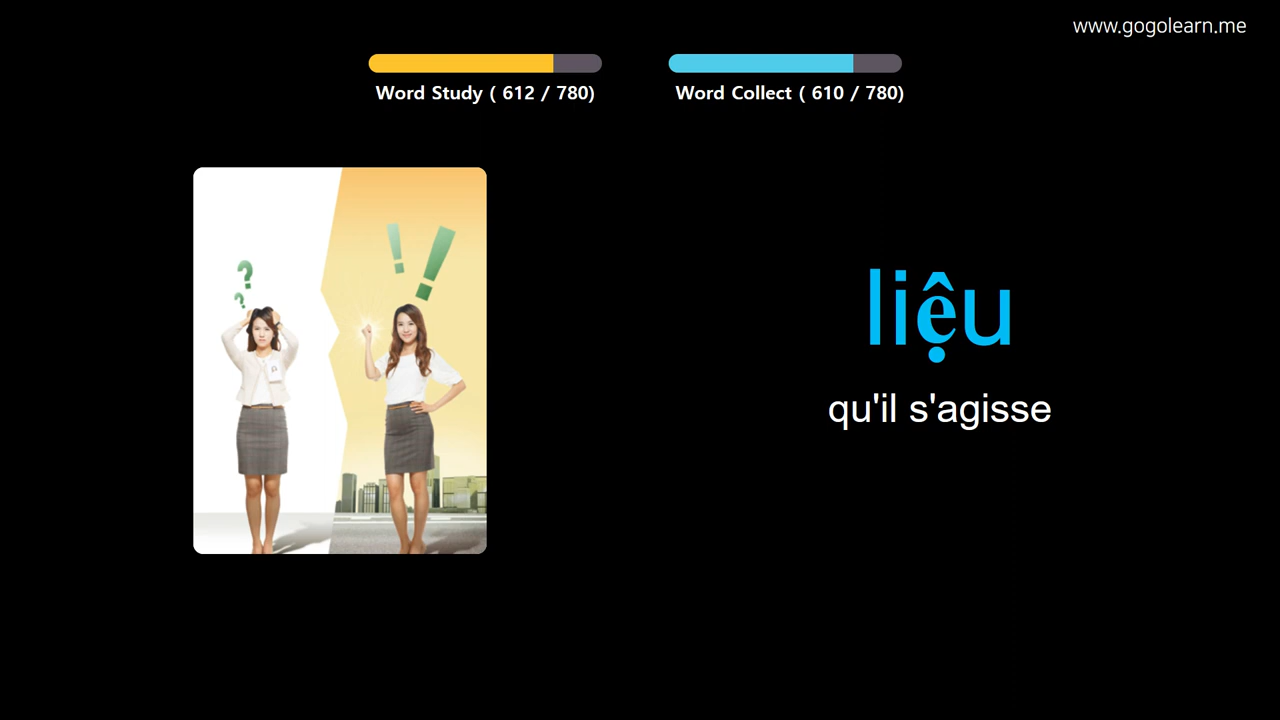 www.gogolearn.me
Word Study ( 612 / 780)
Word Collect ( 610 / 780)
liệu
qu'il s'agisse